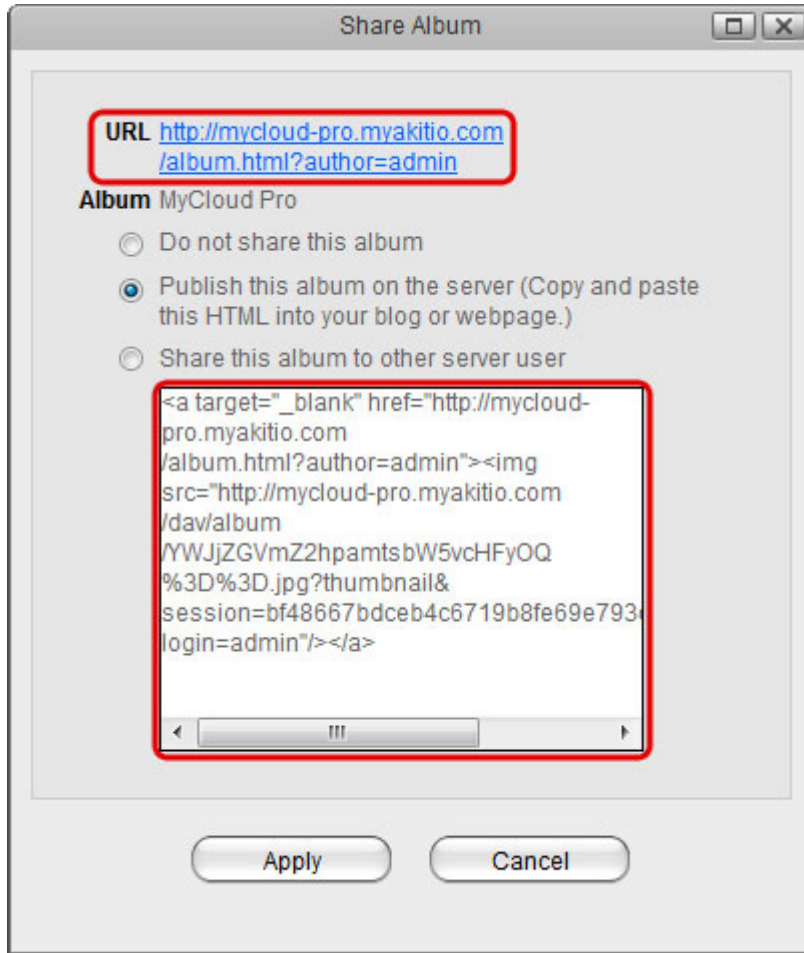 Share Album
URL http://mycloud-pro.myakitio.com
/album.html?author=admin
Album MyCloud Pro
Do not share this album
Publish this album on the server (Copy and paste
this HTML into your blog or webpage.)
Share this album to other server user
<a target="_blank" href="http://mycloud-
pro.myakitio.com
/album.html?author=admin"><img
src="http://mycloud-pro.myakitio.com
/dav/album
/YWJjZGVmZ2hpamtsbW5vcHFyOQ
%3D%3D.jpg?thumbnail&
session=bf48667bdceb4c6719b8fe69e793
login=admin"/></a>
Apply
Cancel